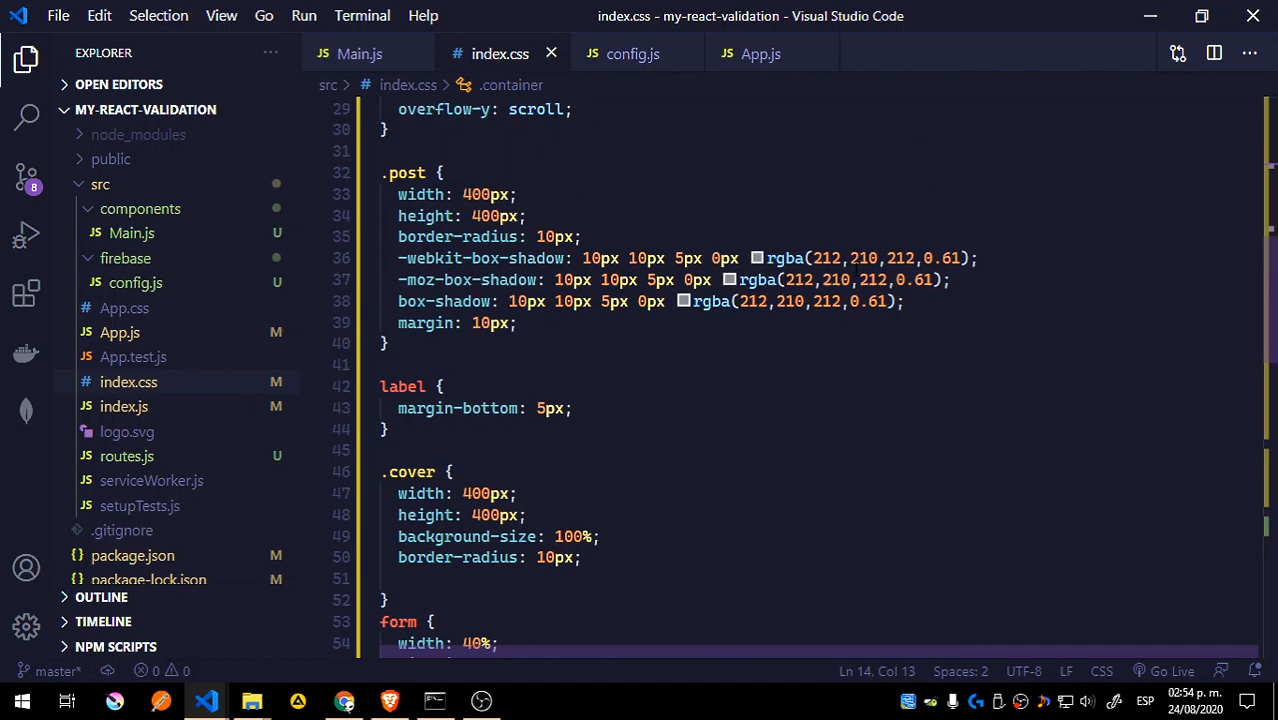 File Edit Selection View Go Run Terminal Help index.css - my-react-validation - Visual Studio Code
EXPLORER
Main.js index.css config.js App.js
OPEN EDITORS
src index.css .container
MY-REACT-VALIDATION
node_modules
public
src
components
Main.js U
firebase
config.js U
App.css
App.js M
App.test.js
index.css M
index.js M
logo.svg
routes.js U
serviceWorker.js
setupTests.js
.gitignore
package.json M
package-lock.json M
OUTLINE
TIMELINE
NPM SCRIPTS
8
29 overflow-y: scroll;
30 }
31
32 .post {
33 width: 400px;
34 height: 400px;
35 border-radius: 10px;
36 -webkit-box-shadow: 10px 10px 5px 0px rgba(212,210,212,0.61);
37 -moz-box-shadow: 10px 10px 5px 0px rgba(212,210,212,0.61);
38 box-shadow: 10px 10px 5px 0px rgba(212,210,212,0.61);
39 margin: 10px;
40 }
41
42 label {
43 margin-bottom: 5px;
44 }
45
46 .cover {
47 width: 400px;
48 height: 400px;
49 background-size: 100%;
50 border-radius: 10px;
51
52 }
53 form {
54 width: 40%;
master* 0 0 Ln 14, Col 13 Spaces: 2 UTF-8 LF CSS Go Live
ESP 02:54 p. m.
24/08/2020